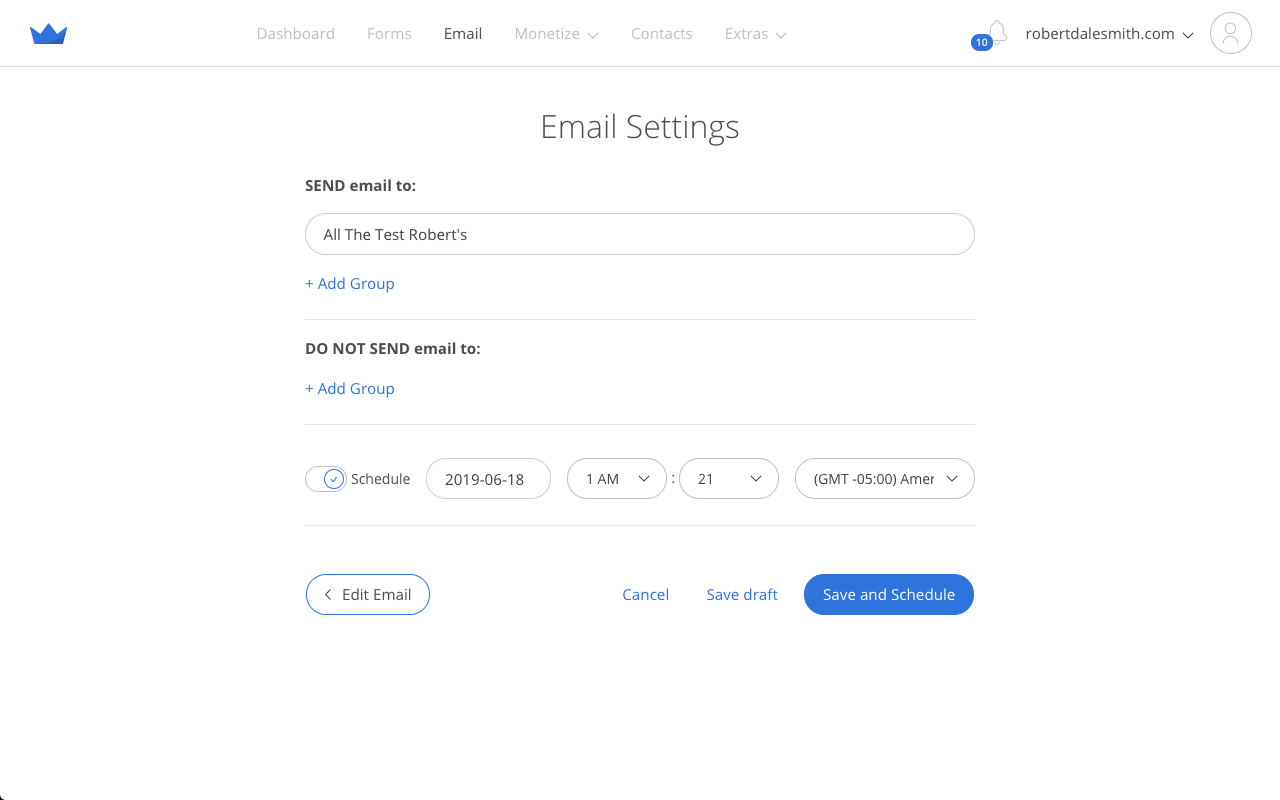 Dashboard Forms Email Monetize Contacts Extras 10 robertdalesmith.com
Email Settings
SEND email to:
All The Test Robert's
+ Add Group
DO NOT SEND email to:
+ Add Group
Schedule 2019-06-18 1 AM : 21 (GMT -05:00) Amer
Edit Email Cancel Save draft Save and Schedule